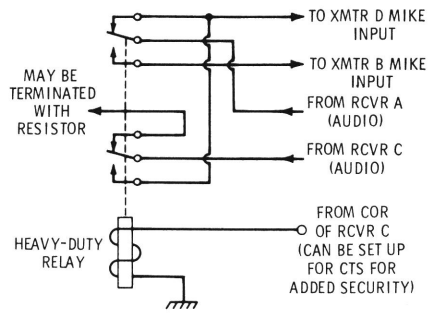 TO XMTR D MIKE
INPUT
TO XMTR B MIKE
INPUT
MAY BE
TERMINATED
WITH
RESISTOR
FROM RCVR A
(AUDIO)
FROM RCVR C
(AUDIO)
FROM COR
OF RCVR C
(CAN BE SET UP
FOR CTS FOR
ADDED SECURITY)
HEAVY-DUTY
RELAY